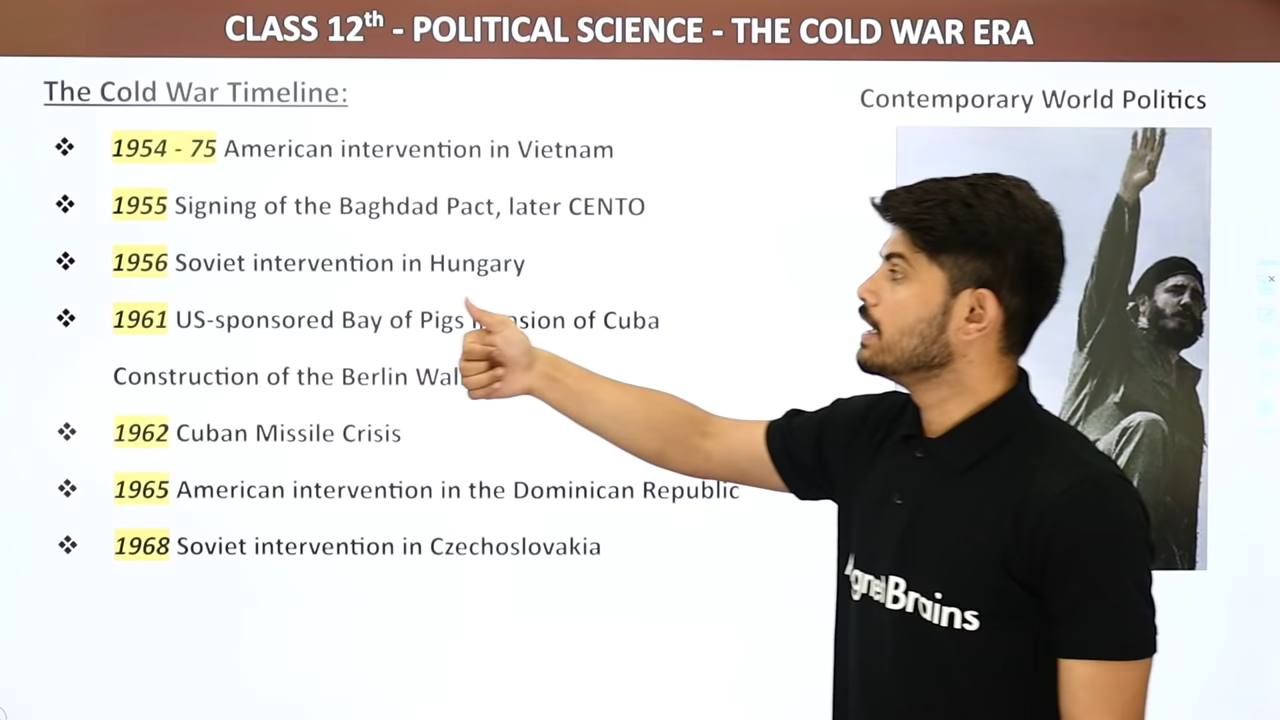 CLASS 12th - POLITICAL SCIENCE - THE COLD WAR ERA
The Cold War Timeline:
Contemporary World Politics
❖ 1954 - 75 American intervention in Vietnam
❖ 1955 Signing of the Baghdad Pact, later CENTO
❖ 1956 Soviet intervention in Hungary
❖ 1961 US-sponsored Bay of Pigs of Cuba
Construction of the Berlin
❖ 1962 Cuban Missile Crisis
❖ 1965 American intervention in the Dominican Republic
❖ 1968 Soviet intervention in Czechoslovakia
Brains